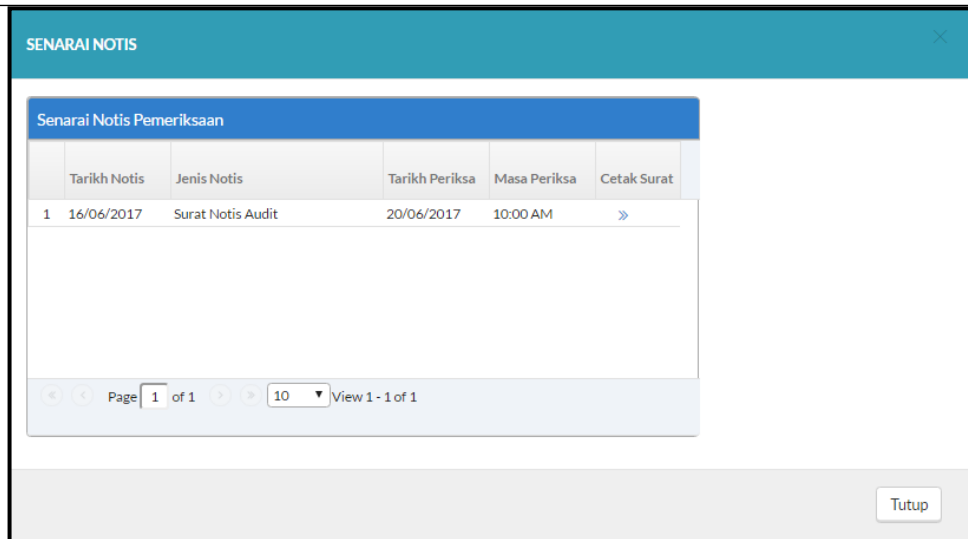 SENARAI NOTIS
Senarai Notis Pemeriksaan
Tarikh Notis Jenis Notis Tarikh Periksa Masa Periksa Cetak Surat
1 16/06/2017 Surat Notis Audit 20/06/2017 10:00 AM »
Page 1 of 1 10 View 1 - 1 of 1
Tutup